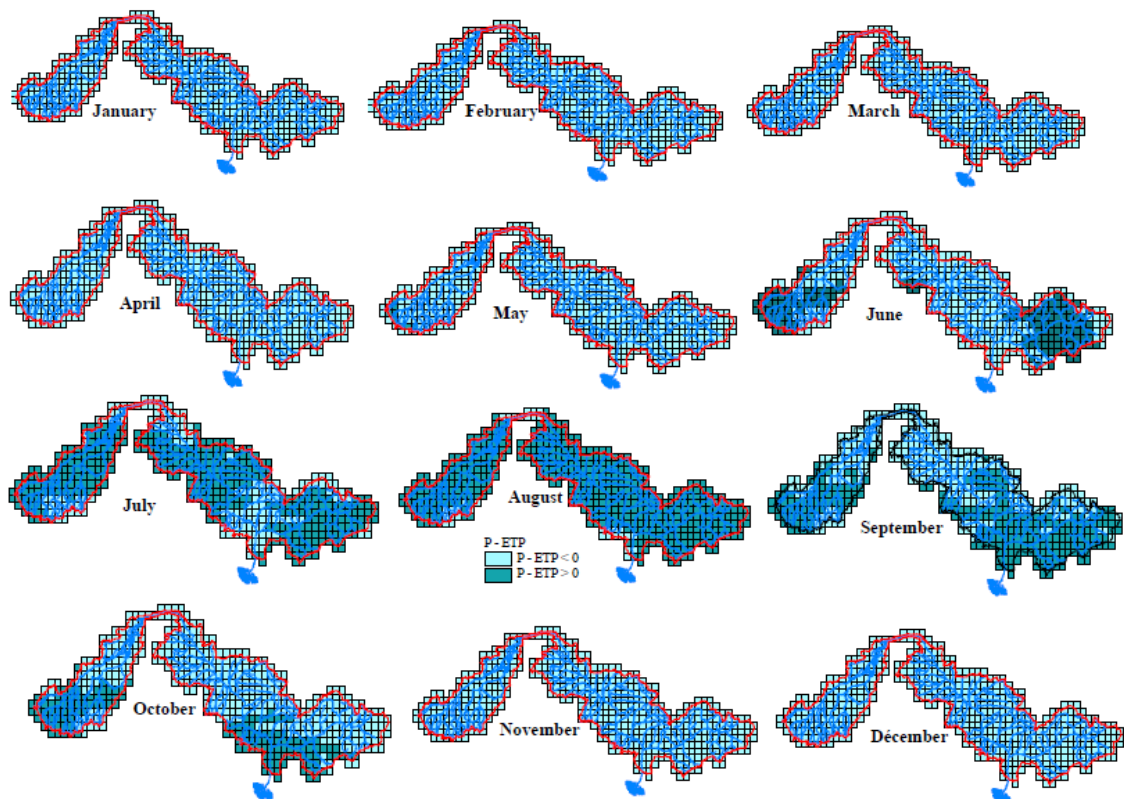 January
February
March
April
May
June
July
August
September
P-ETP
P-ETP<0
P-ETP>0
October
November
Décember